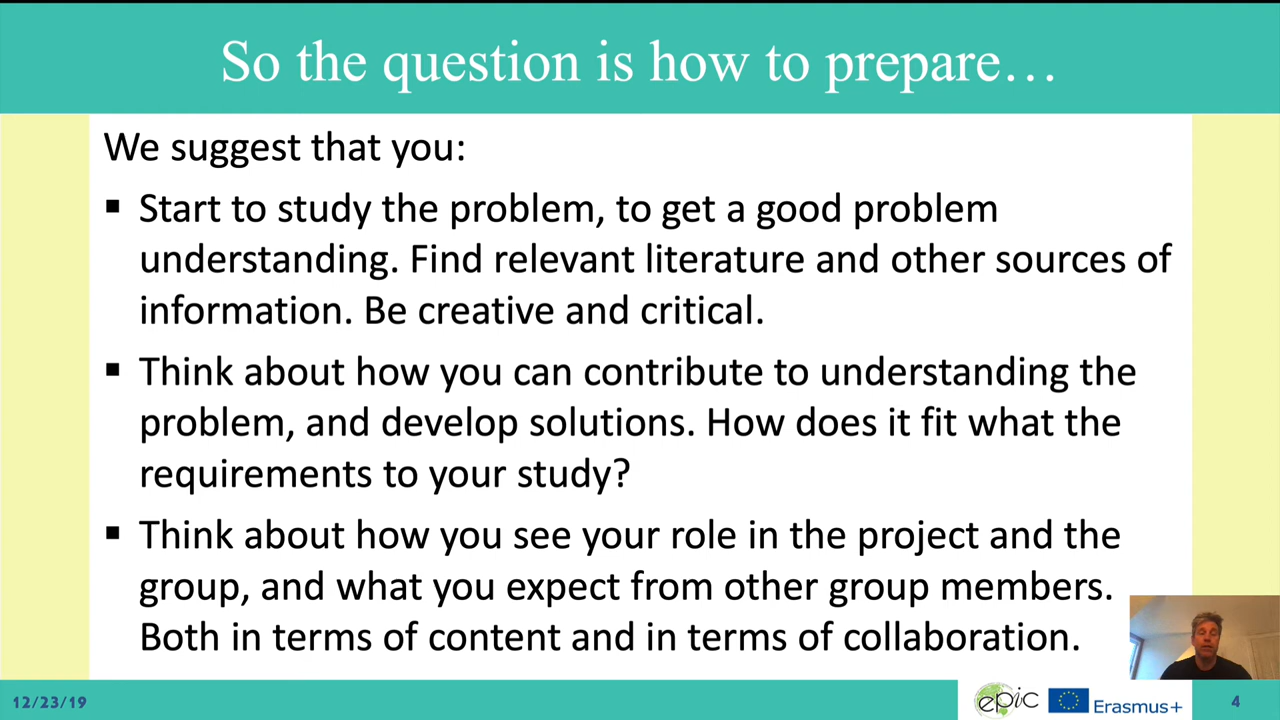 So the question is how to prepare…
We suggest that you:
▪ Start to study the problem, to get a good problem
understanding. Find relevant literature and other sources of
information. Be creative and critical.
▪ Think about how you can contribute to understanding the
problem, and develop solutions. How does it fit what the
requirements to your study?
▪ Think about how you see your role in the project and the
group, and what you expect from other group members.
Both in terms of content and in terms of collaboration.
12/23/19
epic
Erasmus+
4